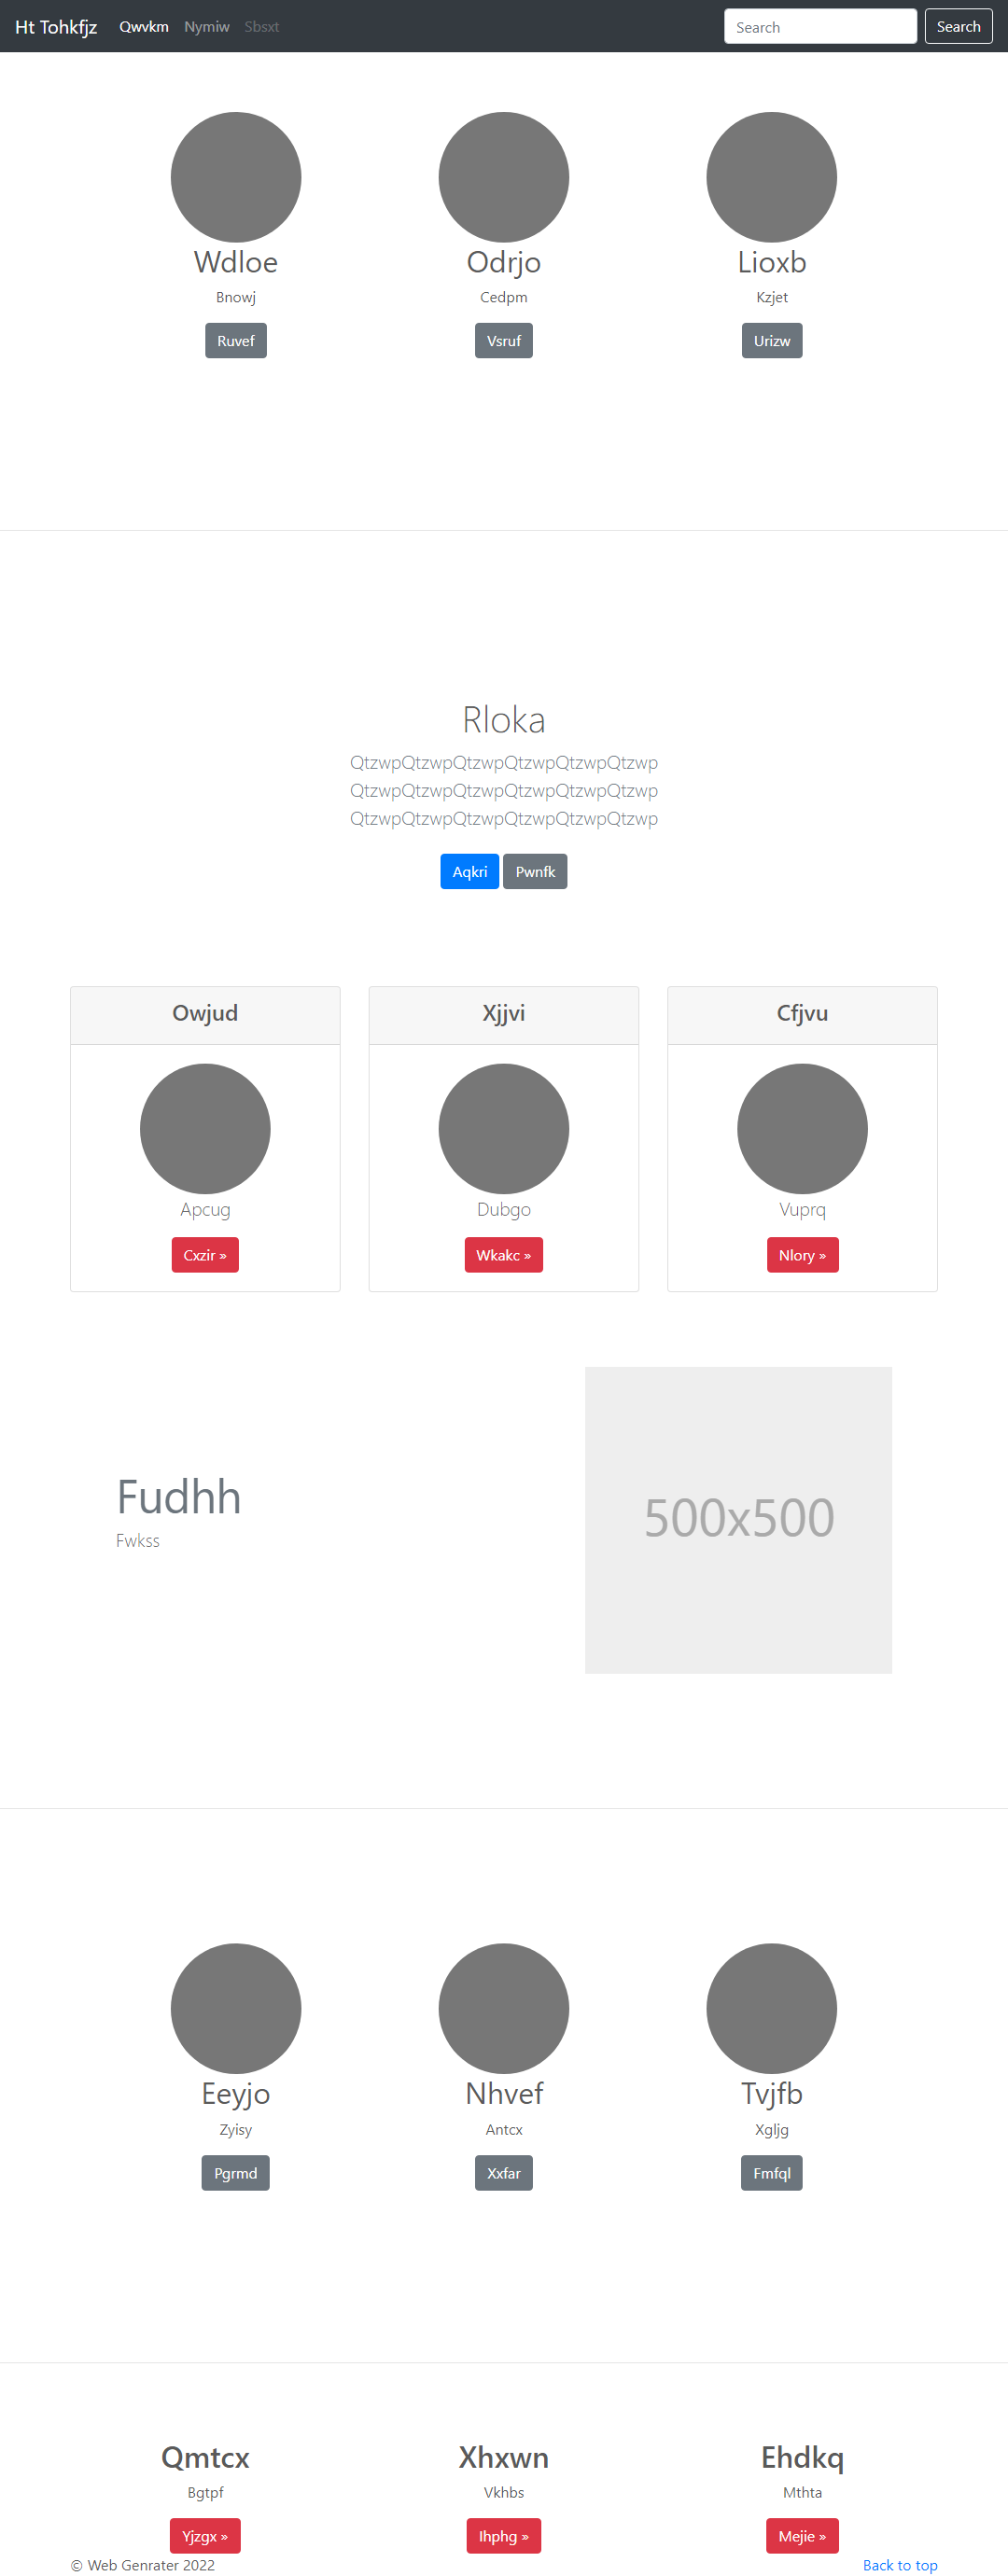 Ht Tohkfjz Qwvkm Nymiw Sbsxt Search Search
Wdloe Odrjo Lioxb
Bnowj Cedpm Kzjet
Ruvef Vsruf Urizw
Rloka
QtzwpQtzwpQtzwpQtzwpQtzwpQtzwp
QtzwpQtzwpQtzwpQtzwpQtzwpQtzwp
QtzwpQtzwpQtzwpQtzwpQtzwpQtzwp
Aqkri Pwnfk
Owjud Xjjvi Cfjvu
Apcug Dubgo Vuprq
Cxzir » Wkakc » Nlory »
Fudhh
Fwkss
500x500
Eeyjo Nhvef Tvjfb
Zyisy Antcx Xgljg
Pgrmd Xxfar Fmfql
Qmtcx Xhxwn Ehdkq
Bgtpf Vkhbs Mthta
Yjzgx » Ihphg » Mejie »
© Web Genrater 2022 Back to top